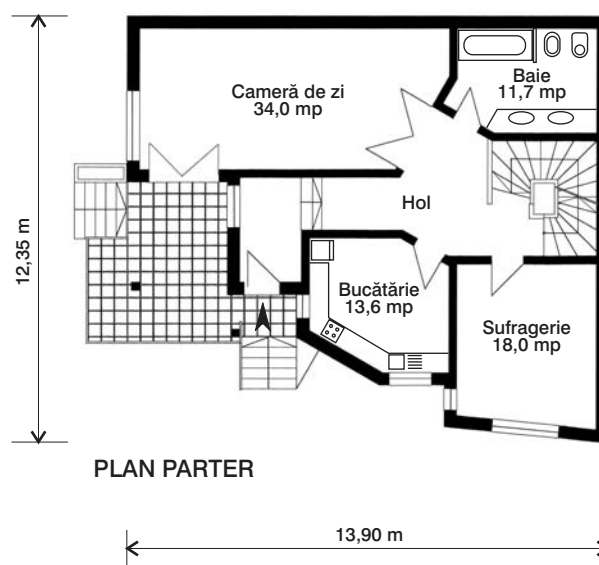 Cameră de zi
34,0 mp
Baie
11,7 mp
Hol
Bucătărie
13,6 mp
Sufragerie
18,0 mp
12,35 m
PLAN PARTER
13,90 m